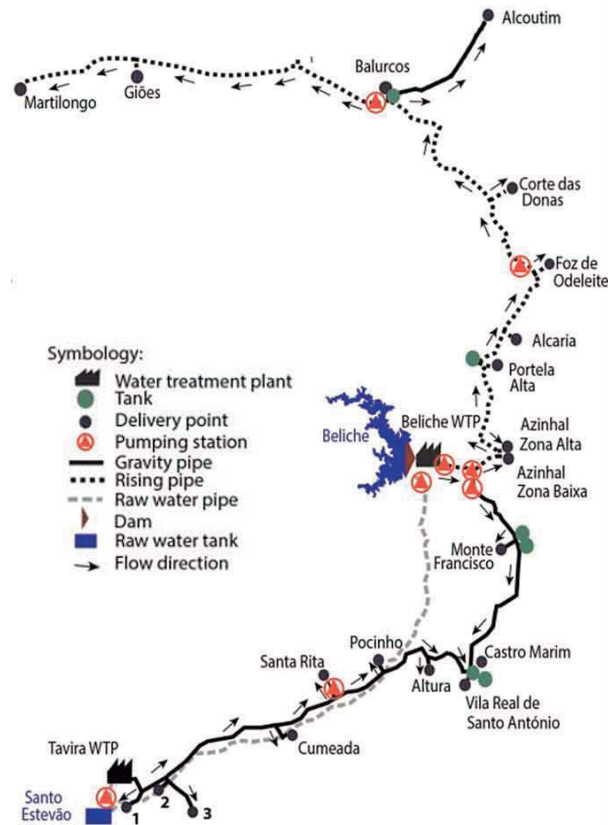 Alcoutim
Balurcos
Giões
Martilongo
Corte das
Donas
Foz de
Odeleite
Alcaria
Portela
Alta
Symbology:
Water treatment plant
Tank
Delivery point
Pumping station
Gravity pipe
Rising pipe
Raw water pipe
Dam
Raw water tank
Flow direction
Beliche
Beliche WTP
Azinhal
Zona Alta
Azinhal
Zona Baixa
Monte
Francisco
Castro Marim
Vila Real de
Santo António
Altura
Pocinho
Santa Rita
Cumeada
Tavira WTP
Santo
Estevão
1
2
3